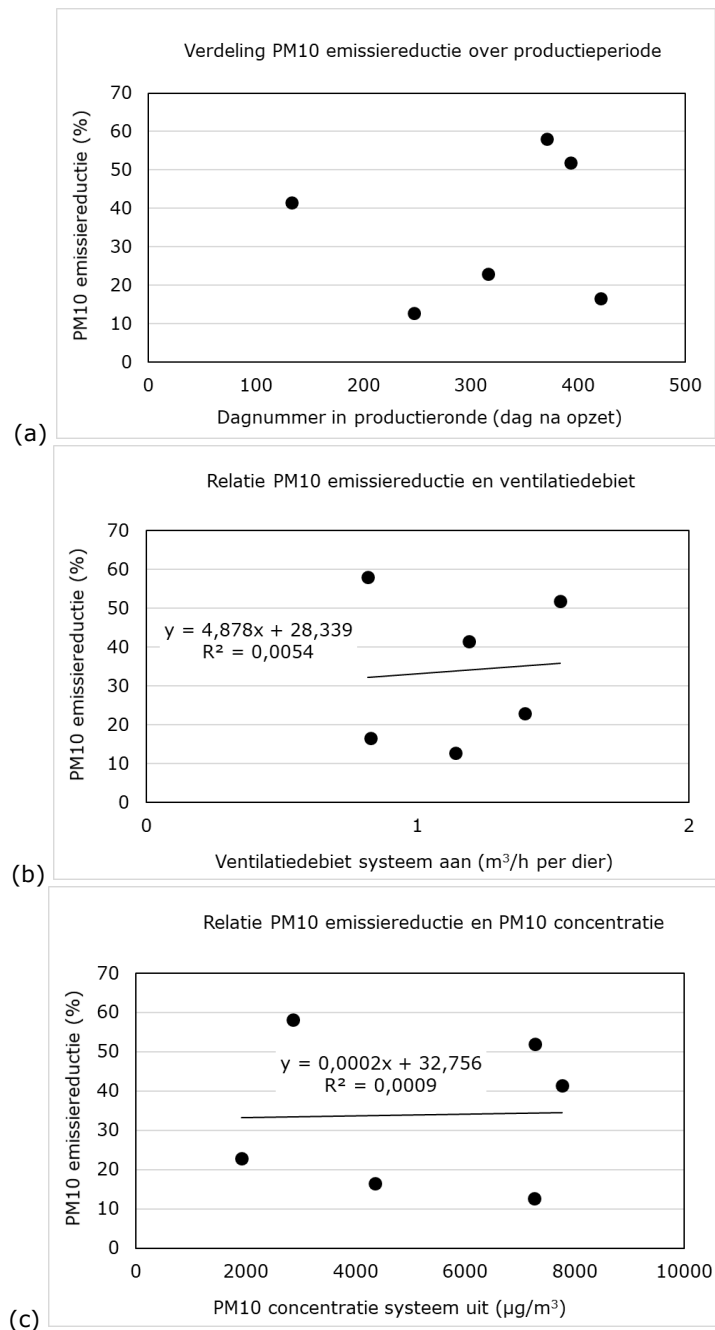 Verdeling PM10 emissiereductie over productieperiode
PM10 emissiereductie (%)
70
60
50
40
30
20
10
0
0 100 200 300 400 500
Dagnummer in productieronde (dag na opzet)
(a)
Relatie PM10 emissiereductie en ventilatiedebiet
PM10 emissiereductie (%)
70
60
50
40
30
20
10
0
y = 4,878x + 28,339
R² = 0,0054
0 1 2
Ventilatiedebiet systeem aan (m³/h per dier)
(b)
Relatie PM10 emissiereductie en PM10 concentratie
PM10 emissiereductie (%)
70
60
50
40
30
20
10
0
y = 0,0002x + 32,756
R² = 0,0009
0 2000 4000 6000 8000 10000
PM10 concentratie systeem uit (µg/m³)
(c)